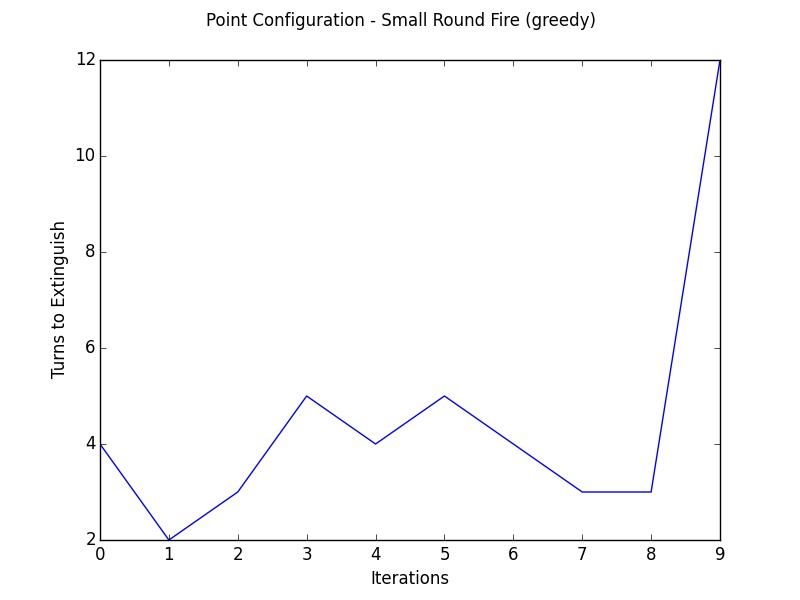 Point Configuration - Small Round Fire (greedy)
12
10
8
6
4
2
Turns to Extinguish
0 1 2 3 4 5 6 7 8 9
Iterations